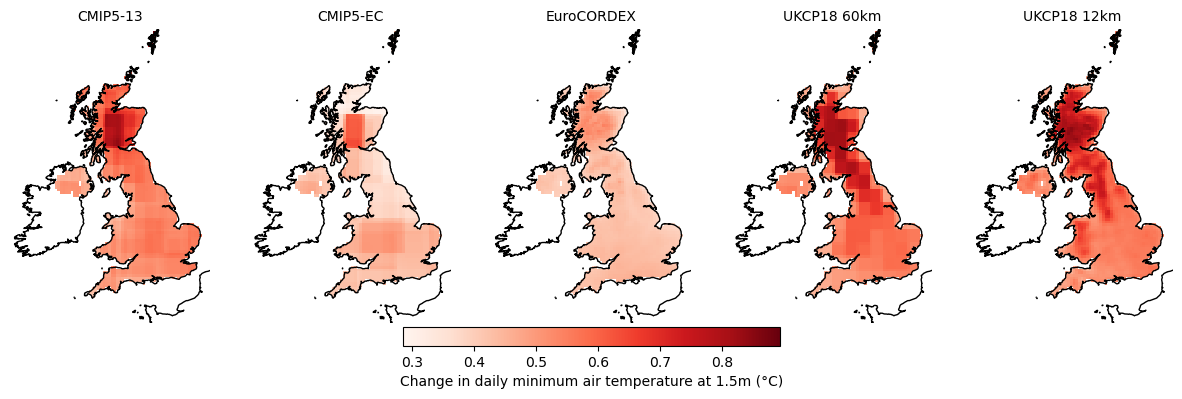 CMIP5-13 CMIP5-EC EuroCORDEX UKCP18 60km UKCP18 12km
0.3 0.4 0.5 0.6 0.7 0.8
Change in daily minimum air temperature at 1.5m (°C)